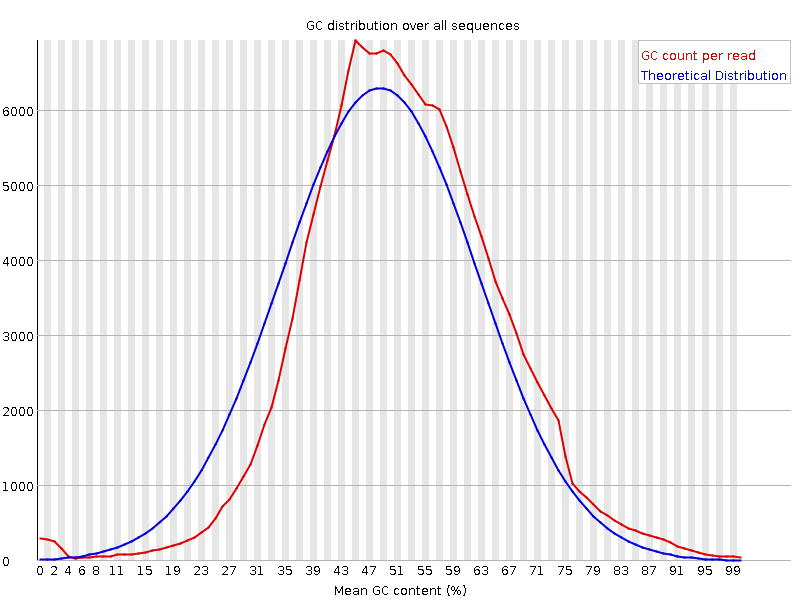 GC distribution over all sequences
GC count per read
Theoretical Distribution
6000
5000
4000
3000
2000
1000
0
0 2 4 6 8 11 15 19 23 27 31 35 39 43 47 51 55 59 63 67 71 75 79 83 87 91 95 99
Mean GC content (%)